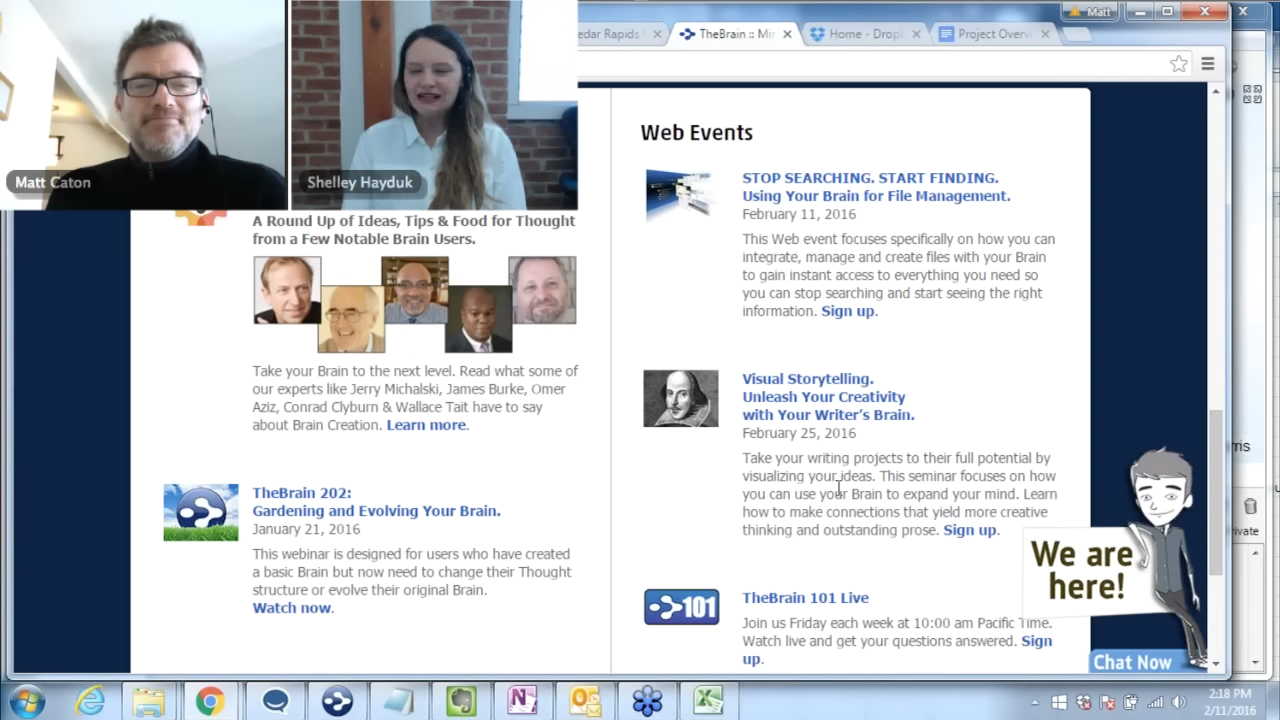 Matt
edar Rapids
TheBrain :: Mi
Home - Drop
Project Overv
Matt Caton
Shelley Hayduk
A Round Up of Ideas, Tips & Food for Thought
from a Few Notable Brain Users.
Take your Brain to the next level. Read what some of
our experts like Jerry Michalski, James Burke, Omer
Aziz, Conrad Clyburn & Wallace Tait have to say
about Brain Creation. Learn more.
TheBrain 202:
Gardening and Evolving Your Brain.
January 21, 2016
This webinar is designed for users who have created
a basic Brain but now need to change their Thought
structure or evolve their original Brain.
Watch now.
Web Events
STOP SEARCHING. START FINDING.
Using Your Brain for File Management.
February 11, 2016
This Web event focuses specifically on how you can
integrate, manage and create files with your Brain
to gain instant access to everything you need so
you can stop searching and start seeing the right
information. Sign up.
Visual Storytelling.
Unleash Your Creativity
with Your Writer's Brain.
February 25, 2016
Take your writing projects to their full potential by
visualizing your ideas. This seminar focuses on how
you can use your Brain to expand your mind. Learn
how to make connections that yield more creative
thinking and outstanding prose. Sign up.
101
TheBrain 101 Live
Join us Friday each week at 10:00 am Pacific Time.
Watch live and get your questions answered. Sign
up.
We are
here!
Chat Now
rris
ivate
2:18 PM
2/11/2016